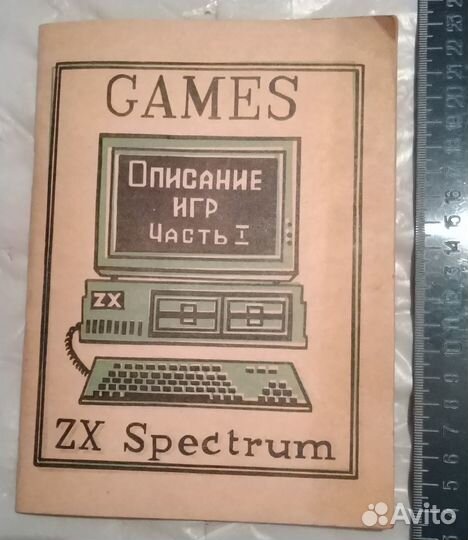 GAMES
ОПИСАНИЕ
ИГР
ЧАСТЬ I
ZX
ZX Spectrum
Avito